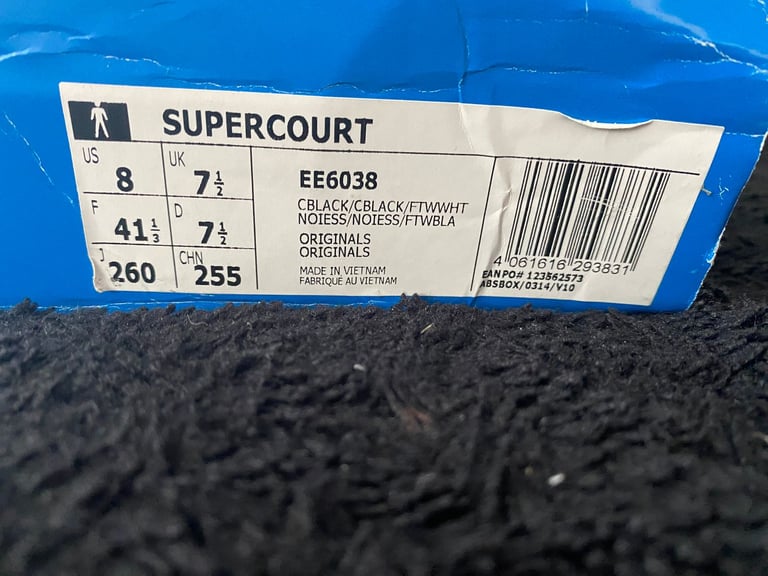 SUPERCOURT
US 8
UK 7½
F 41⅓
D 7½
J 260
CHN 255
EE6038
CBLACK/CBLACK/FTWWHT
NOIESS/NOIESS/FTWBLA
ORIGINALS
ORIGINALS
MADE IN VIETNAM
FABRIQUE AU VIETNAM
4 061616 293831
EAN PO# 123562573
ABSBOX/0314/V10